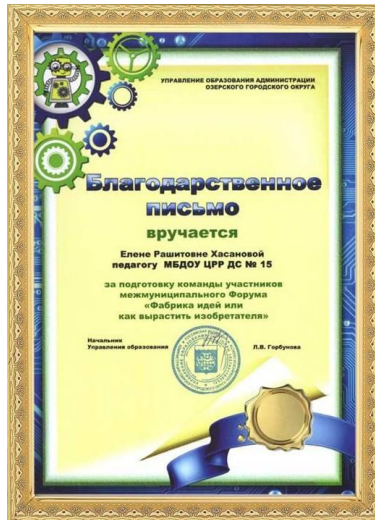 УПРАВЛЕНИЕ ОБРАЗОВАНИЯ АДМИНИСТРАЦИИ
ОЗЕРСКОГО ГОРОДСКОГО ОКРУГА
Благодарственное
письмо
вручается
Елене Рашитовне Хасановой
педагогу МБДОУ ЦРР ДС № 15
за подготовку команды участников
межмуниципального Форума
«Фабрика идей или
как вырастить изобретателя»
Начальник
Управления образования Л.В. Горбунова